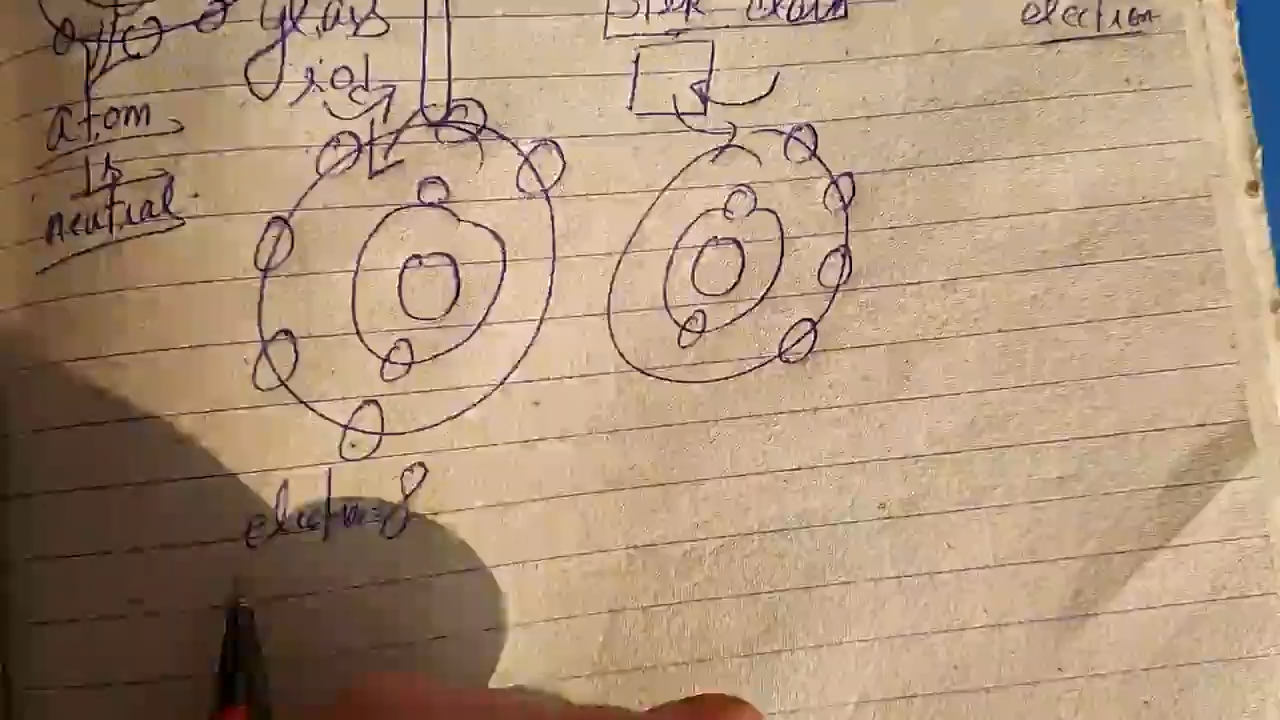 glass
electron
rod
atom
is
neutral
electron=8